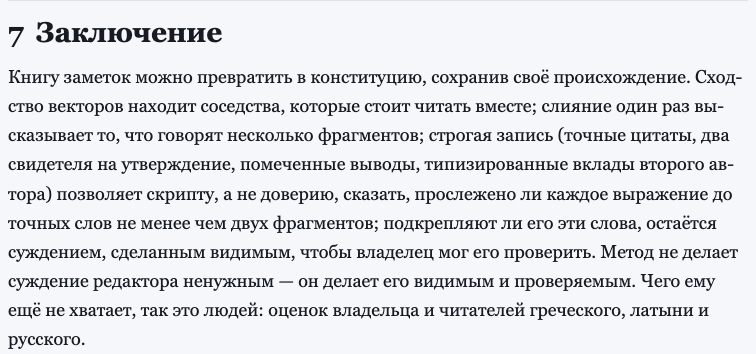 7 Заключение
Книгу заметок можно превратить в конституцию, сохранив своё происхождение. Сход-
ство векторов находит соседства, которые стоит читать вместе; слияние один раз вы-
сказывает то, что говорят несколько фрагментов; строгая запись (точные цитаты, два
свидетеля на утверждение, помеченные выводы, типизированные вклады второго ав-
тора) позволяет скрипту, а не доверию, сказать, прослежено ли каждое выражение до
точных слов не менее чем двух фрагментов; подкрепляют ли его эти слова, остаётся
суждением, сделанным видимым, чтобы владелец мог его проверить. Метод не делает
суждение редактора ненужным — он делает его видимым и проверяемым. Чего ему
ещё не хватает, так это людей: оценок владельца и читателей греческого, латыни и
русского.